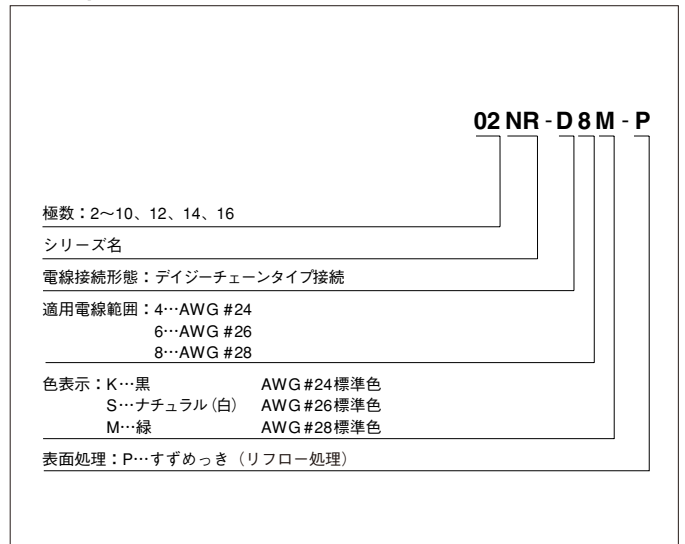 02 NR - D 8 M - P
極数：2～10、12、14、16
シリーズ名
電線接続形態：デイジーチェーンタイプ接続
適用電線範囲：4…AWG #24
6…AWG #26
8…AWG #28
色表示：K…黒 AWG #24標準色
S…ナチュラル（白） AWG #26標準色
M…緑 AWG #28標準色
表面処理：P…すずめっき（リフロー処理）